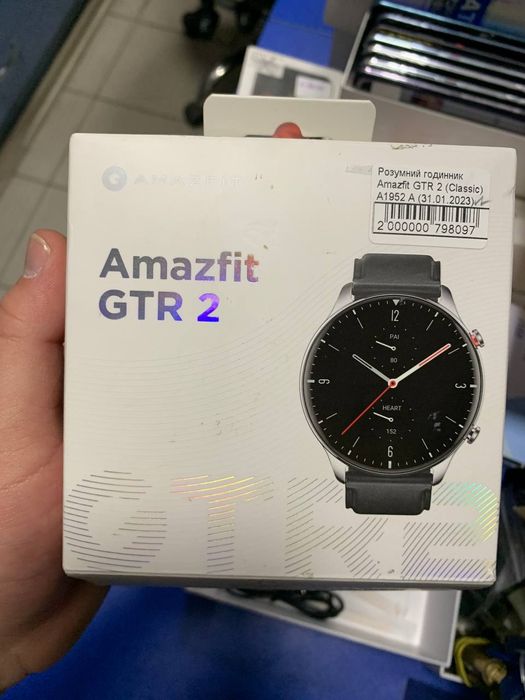 AMAZFIT
Розумний годинник
Amazfit GTR 2 (Classic)
A1952 A (31.01.2023)
2 000000 798097
Amazfit
GTR 2
12
PAI
80
9
3
HEART
152
6
GTR2